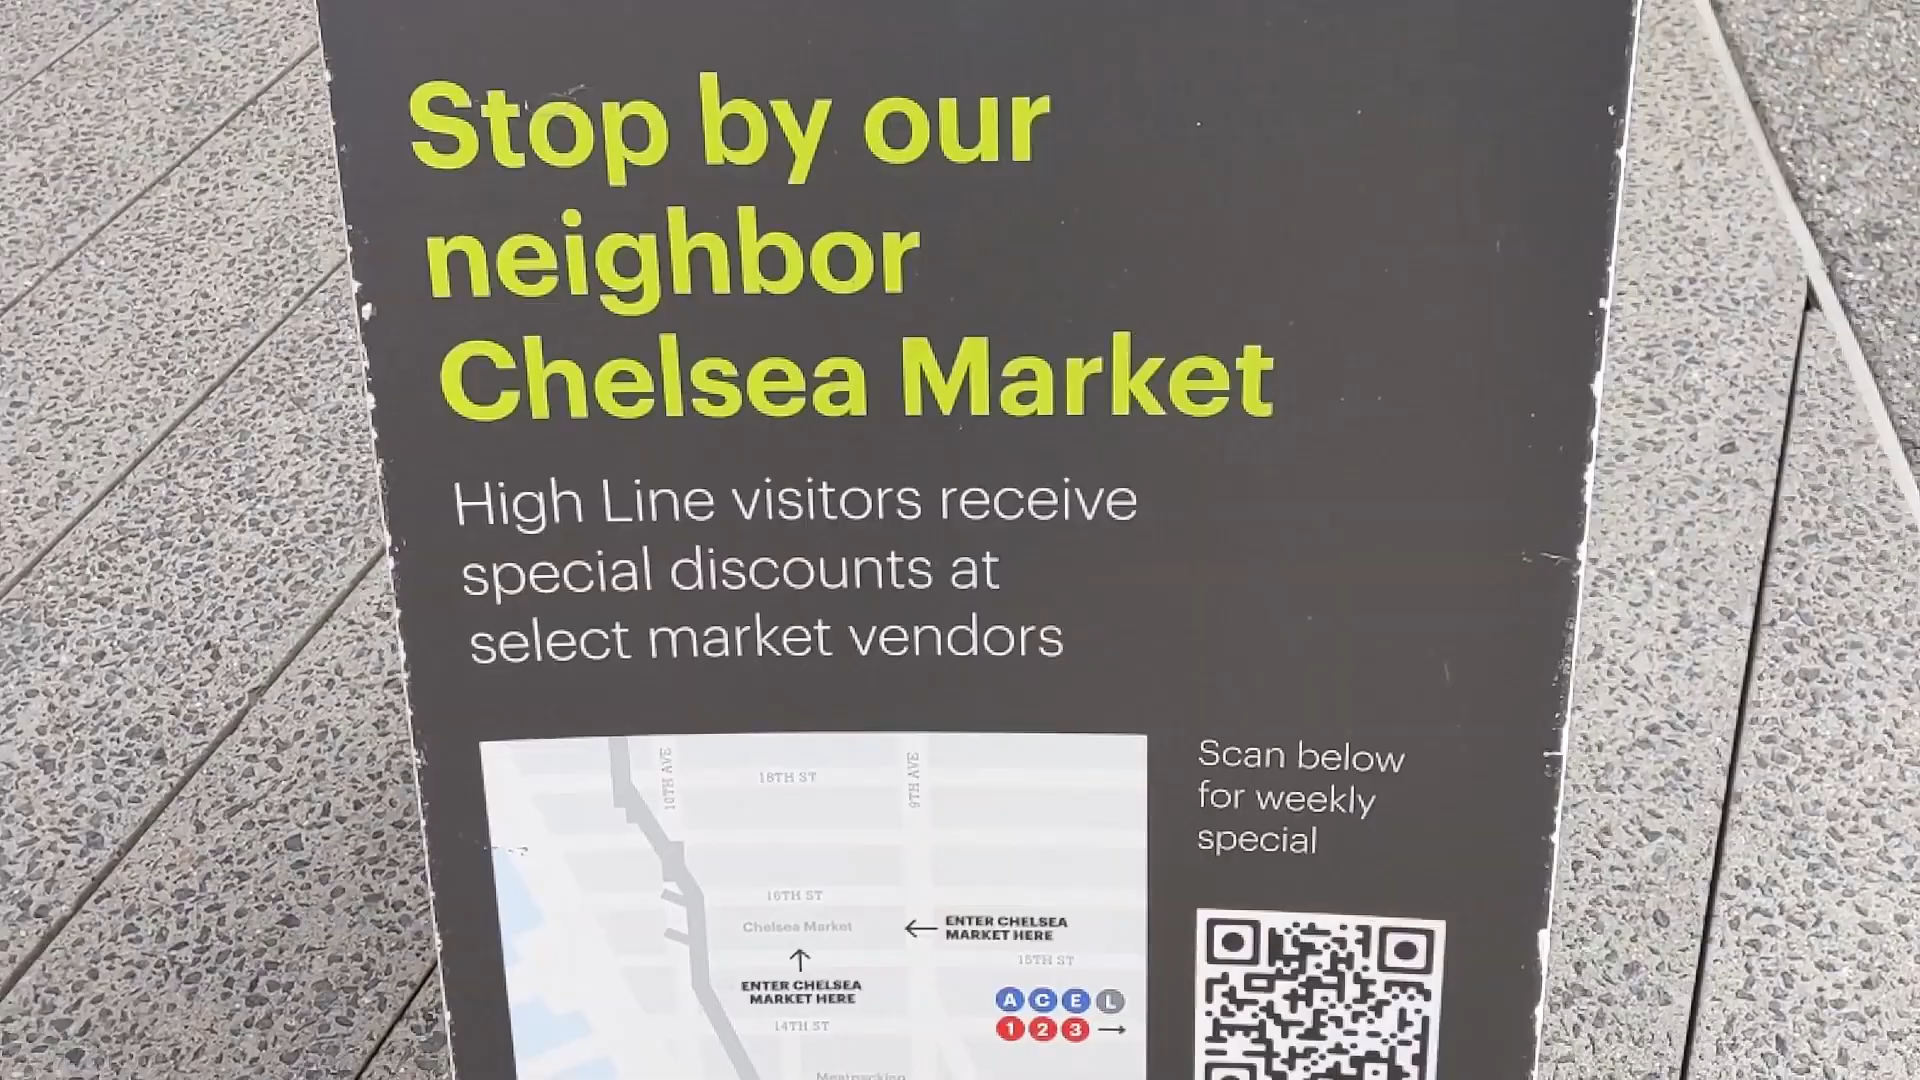 Stop by our
neighbor
Chelsea Market
High Line visitors receive
special discounts at
select market vendors
Scan below
for weekly
special
10TH AVE
18TH ST
9TH AVE
16TH ST
Chelsea Market
ENTER CHELSEA
MARKET HERE
15TH ST
ENTER CHELSEA
MARKET HERE
A C E L
1 2 3
14TH ST
Meatpacking